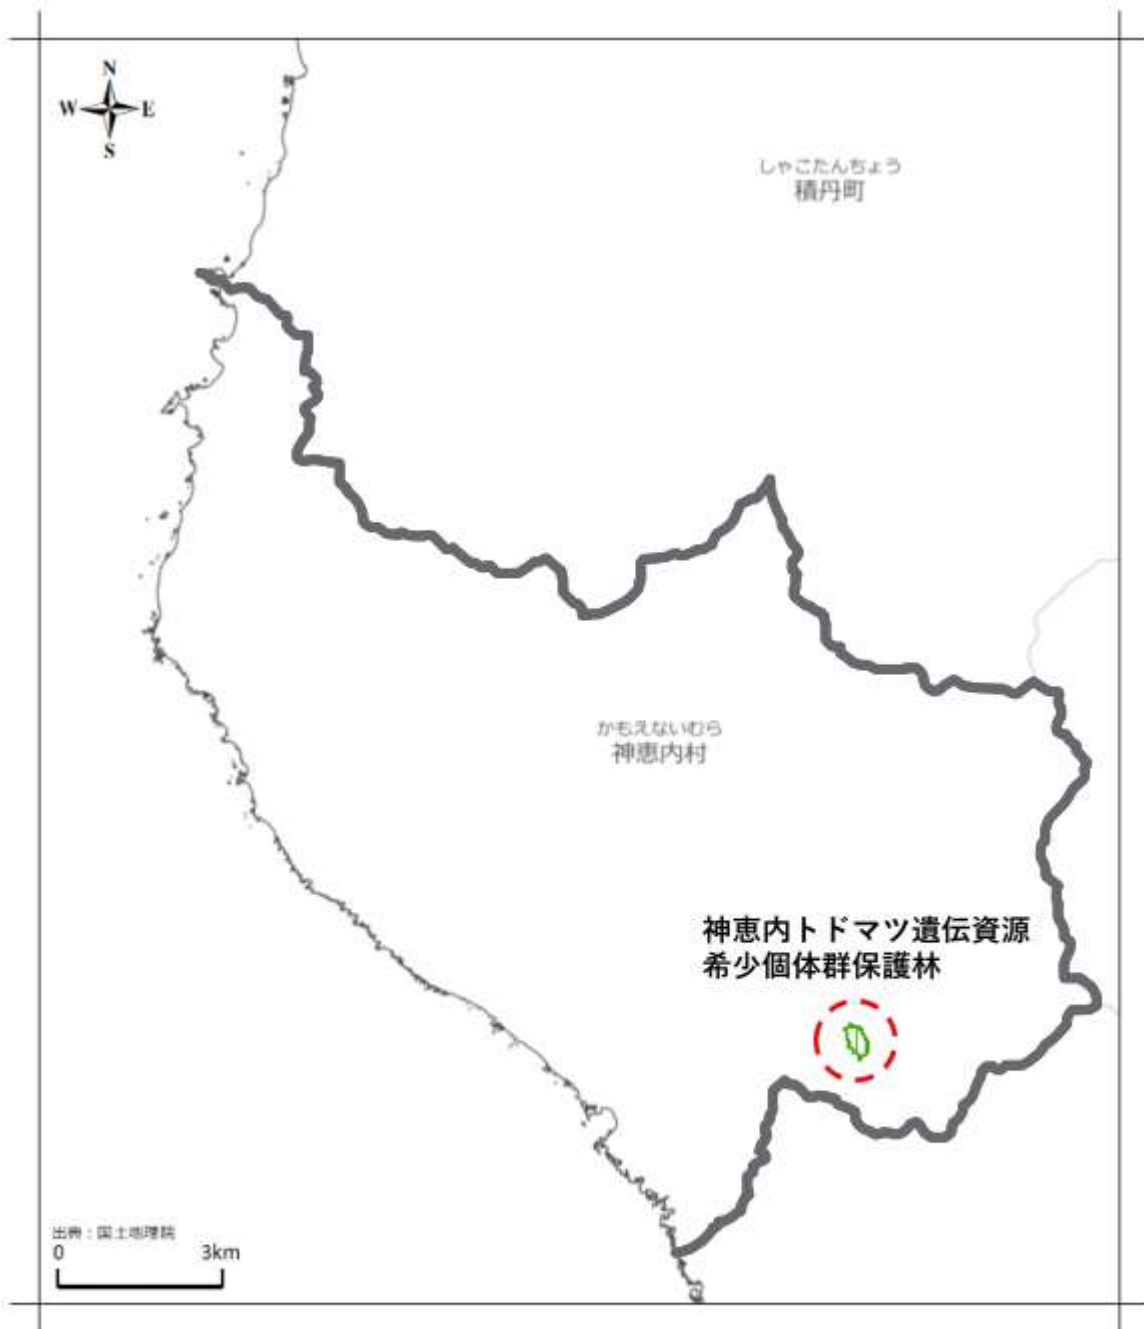 N
W E
S
しゃこたんちょう
積丹町
かもえないむら
神恵内村
神恵内トドマツ遺伝資源
希少個体群保護林
出典：国土地理院
0 3km